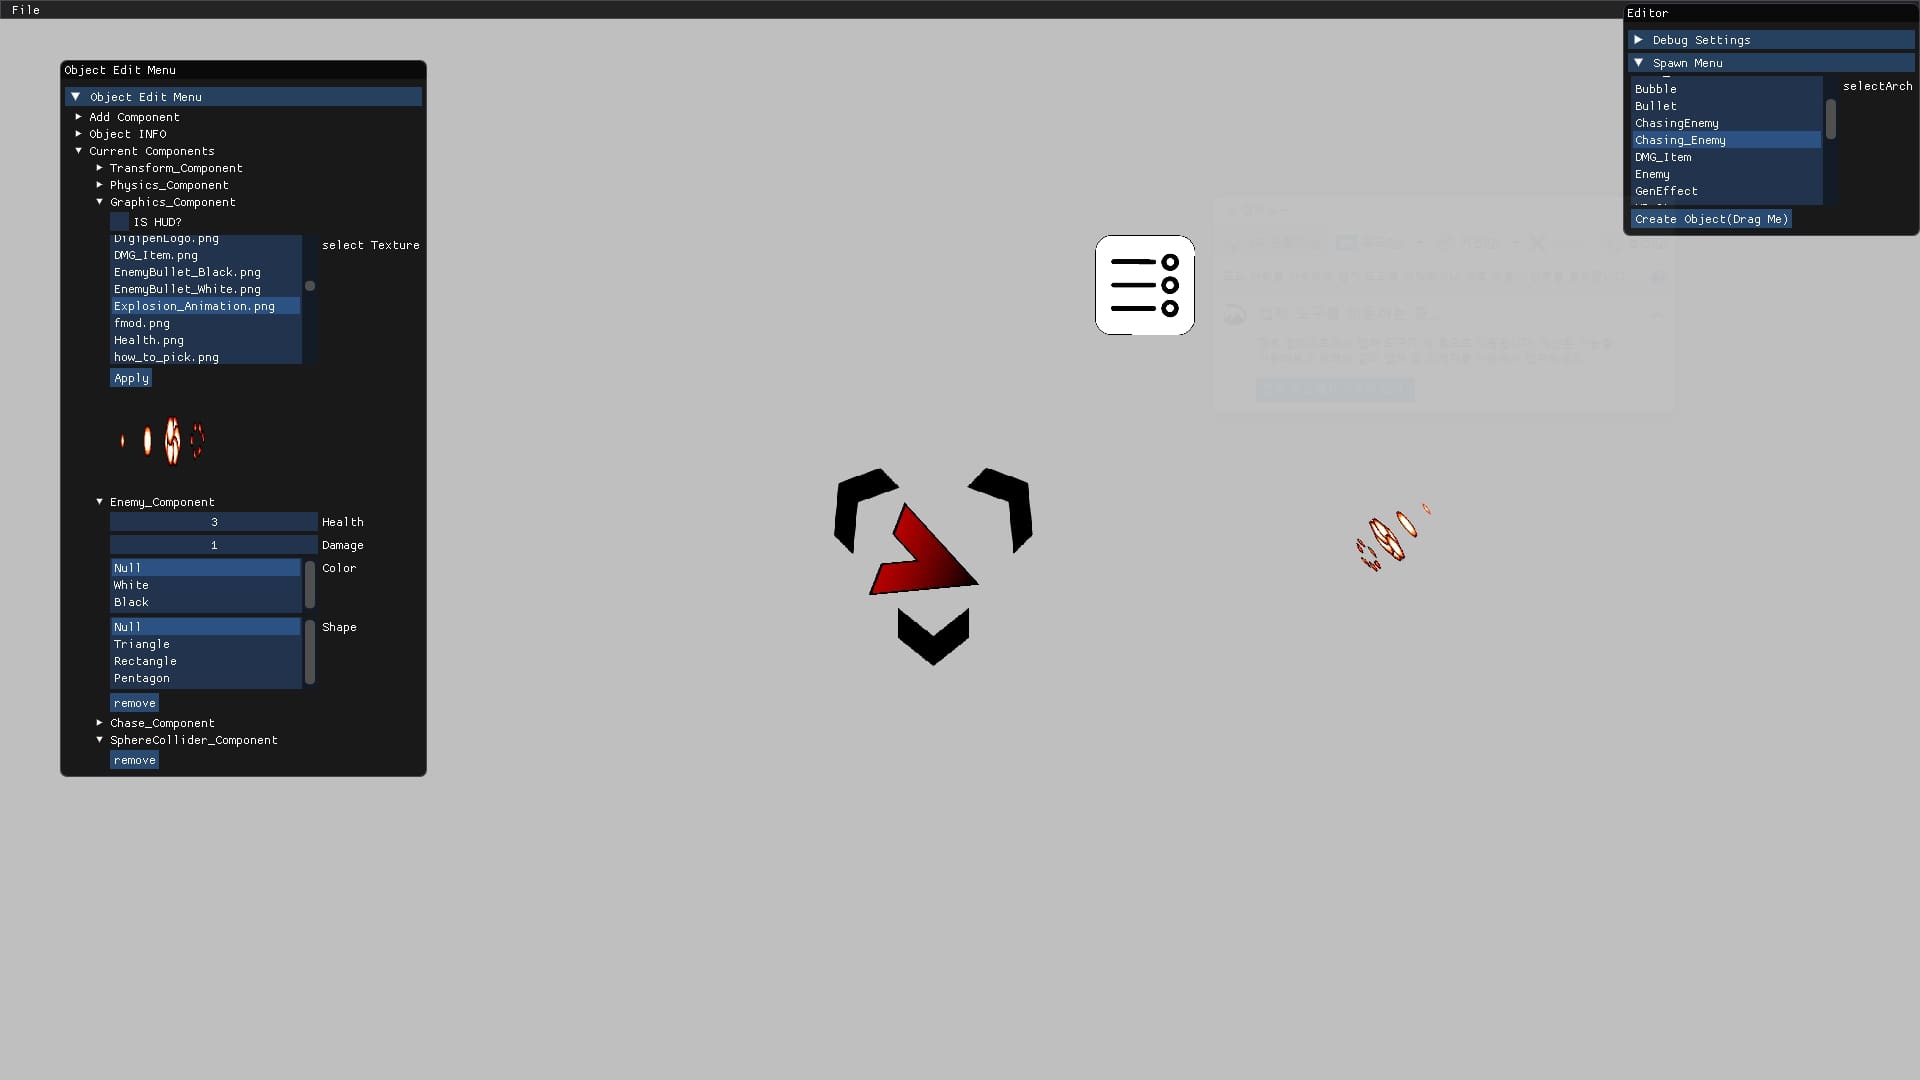 File
Object Edit Menu
Object Edit Menu
Add Component
Object INFO
Current Components
Transform_Component
Physics_Component
Graphics_Component
IS HUD?
DigipenLogo.png
select Texture
DMG_Item.png
EnemyBullet_Black.png
EnemyBullet_White.png
Explosion_Animation.png
fmod.png
Health.png
how_to_pick.png
Apply
Enemy_Component
3 Health
1 Damage
Null
Color
White
Black
Null
Shape
Triangle
Rectangle
Pentagon
remove
Chase_Component
SphereCollider_Component
remove
Editor
Debug Settings
Spawn Menu
selectArch
Bubble
Bullet
ChasingEnemy
Chasing_Enemy
DMG_Item
Enemy
GenEffect
Create Object(Drag Me)